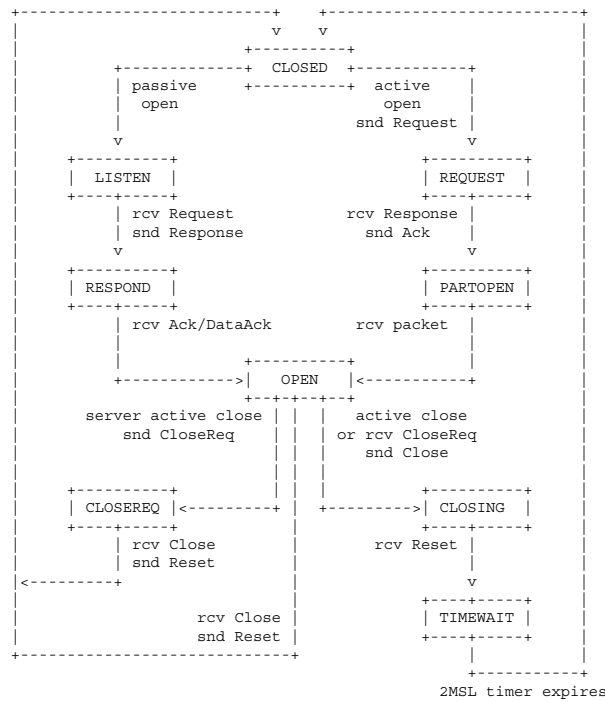 CLOSED
passive active
open open
snd Request
LISTEN REQUEST
rcv Request rcv Response
snd Response snd Ack
RESPOND PARTOPEN
rcv Ack/DataAck rcv packet
OPEN
server active close active close
snd CloseReq or rcv CloseReq
snd Close
CLOSEREQ CLOSING
rcv Close rcv Reset
snd Reset
TIMEWAIT
rcv Close
snd Reset
2MSL timer expires